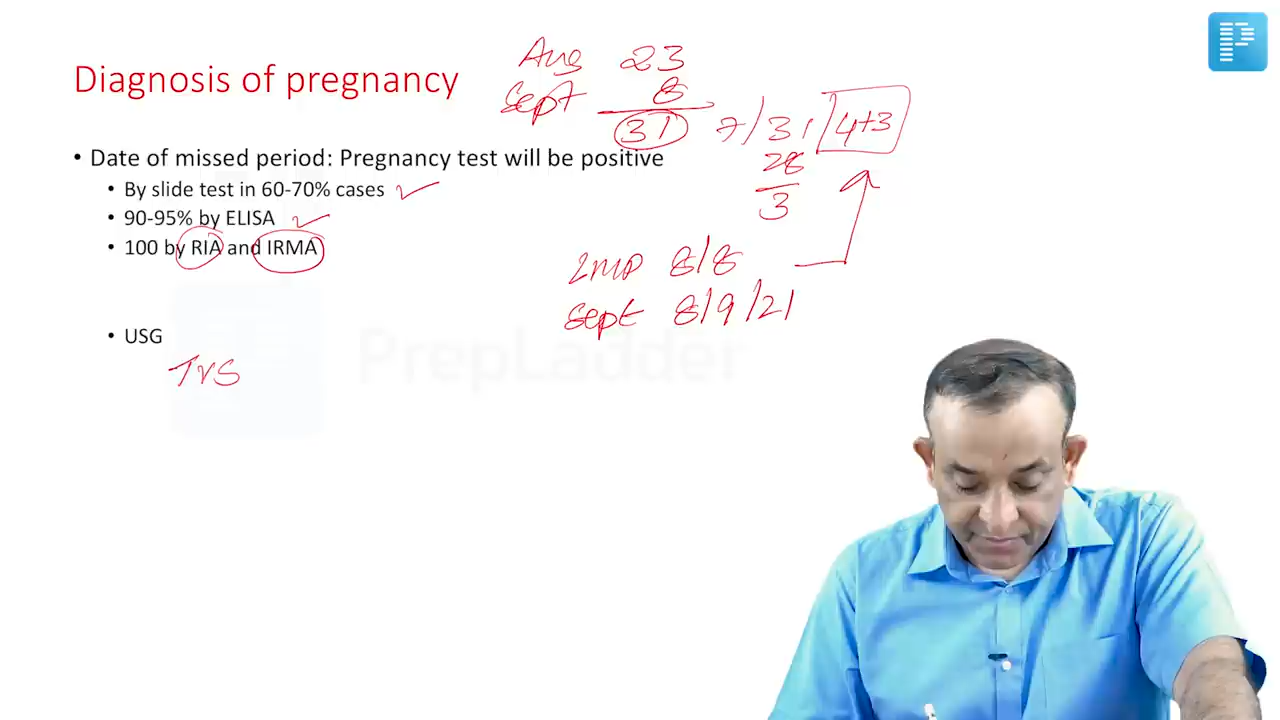 Diagnosis of pregnancy
Aug 23
Sept 8
31
7/31 4+3
28
3
• Date of missed period: Pregnancy test will be positive
• By slide test in 60-70% cases
• 90-95% by ELISA
• 100 by RIA and IRMA
LMP 8/8
Sept 8/9/21
• USG
TVS
PrepLadder